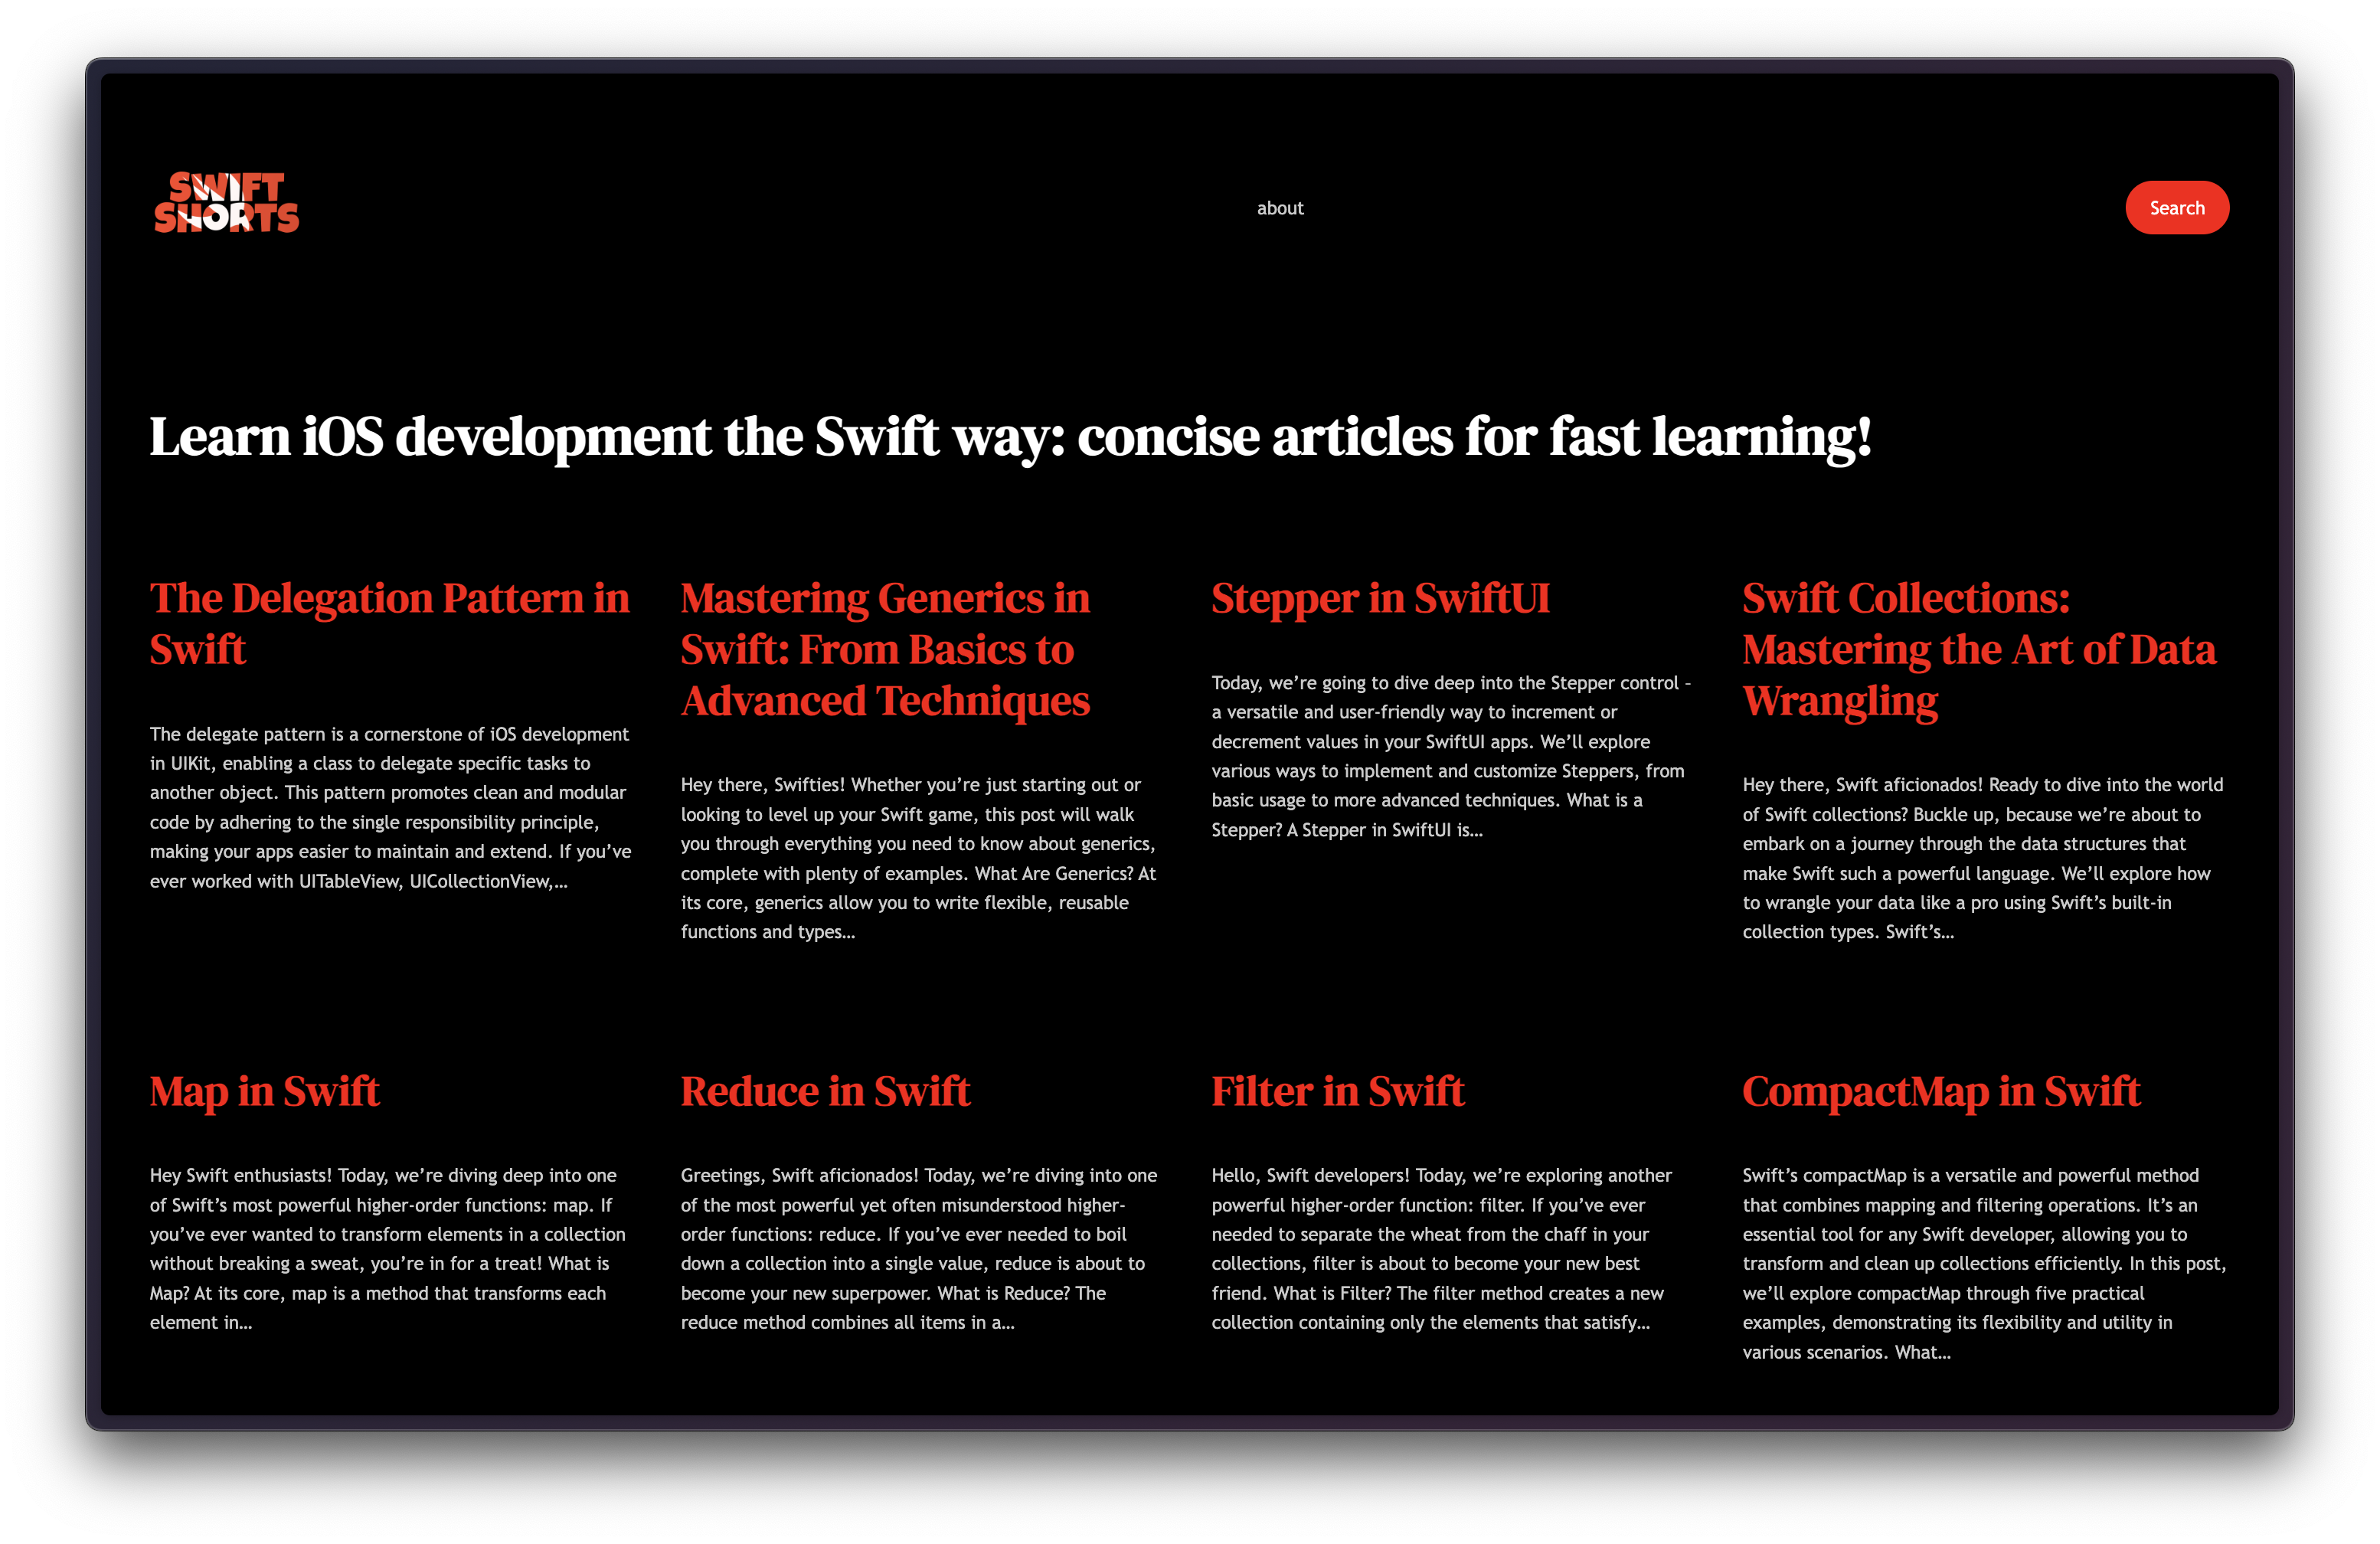 SWIFT
SHORTS
about
Search
Learn iOS development the Swift way: concise articles for fast learning!
The Delegation Pattern in
Swift
The delegate pattern is a cornerstone of iOS development
in UIKit, enabling a class to delegate specific tasks to
another object. This pattern promotes clean and modular
code by adhering to the single responsibility principle,
making your apps easier to maintain and extend. If you’ve
ever worked with UITableView, UICollectionView,…
Mastering Generics in
Swift: From Basics to
Advanced Techniques
Hey there, Swifties! Whether you’re just starting out or
looking to level up your Swift game, this post will walk
you through everything you need to know about generics,
complete with plenty of examples. What Are Generics? At
its core, generics allow you to write flexible, reusable
functions and types…
Stepper in SwiftUI
Today, we’re going to dive deep into the Stepper control –
a versatile and user-friendly way to increment or
decrement values in your SwiftUI apps. We’ll explore
various ways to implement and customize Steppers, from
basic usage to more advanced techniques. What is a
Stepper? A Stepper in SwiftUI is…
Swift Collections:
Mastering the Art of Data
Wrangling
Hey there, Swift aficionados! Ready to dive into the world
of Swift collections? Buckle up, because we’re about to
embark on a journey through the data structures that
make Swift such a powerful language. We’ll explore how
to wrangle your data like a pro using Swift’s built-in
collection types. Swift’s…
Map in Swift
Hey Swift enthusiasts! Today, we’re diving deep into one
of Swift’s most powerful higher-order functions: map. If
you’ve ever wanted to transform elements in a collection
without breaking a sweat, you’re in for a treat! What is
Map? At its core, map is a method that transforms each
element in…
Reduce in Swift
Greetings, Swift aficionados! Today, we’re diving into one
of the most powerful yet often misunderstood higher-
order functions: reduce. If you’ve ever needed to boil
down a collection into a single value, reduce is about to
become your new superpower. What is Reduce? The
reduce method combines all items in a…
Filter in Swift
Hello, Swift developers! Today, we’re exploring another
powerful higher-order function: filter. If you’ve ever
needed to separate the wheat from the chaff in your
collections, filter is about to become your new best
friend. What is Filter? The filter method creates a new
collection containing only the elements that satisfy…
CompactMap in Swift
Swift’s compactMap is a versatile and powerful method
that combines mapping and filtering operations. It’s an
essential tool for any Swift developer, allowing you to
transform and clean up collections efficiently. In this post,
we’ll explore compactMap through five practical
examples, demonstrating its flexibility and utility in
various scenarios. What…